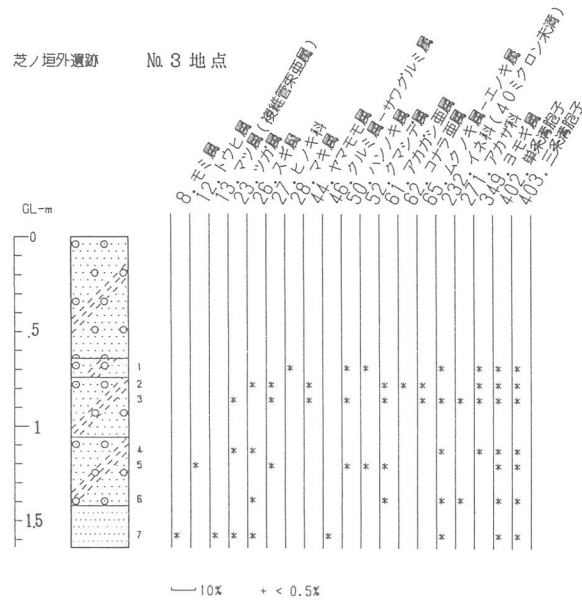 芝ノ垣外遺跡 No.3 地点
8. モミ属
12. トウヒ属
13. マツ属(複維管束亜属)
23. ツガ属
26. スギ属
27. ヒノキ科
28. マキ属
44. ヤマモモ属
46. クルミ属ーサワグルミ属
50. ハンノキ属
52. クマシデ属
61. アカガシ亜属
62. コナラ亜属
65. ムクノキ属ーエノキ属
232. イネ科(40ミクロン未満)
271. アカザ科
349. ヨモギ属
402. 単条溝胞子
403. 三条溝胞子
GL-m
0
.5
1
1.5
1
2
3
4
5
6
7
10% + < 0.5%